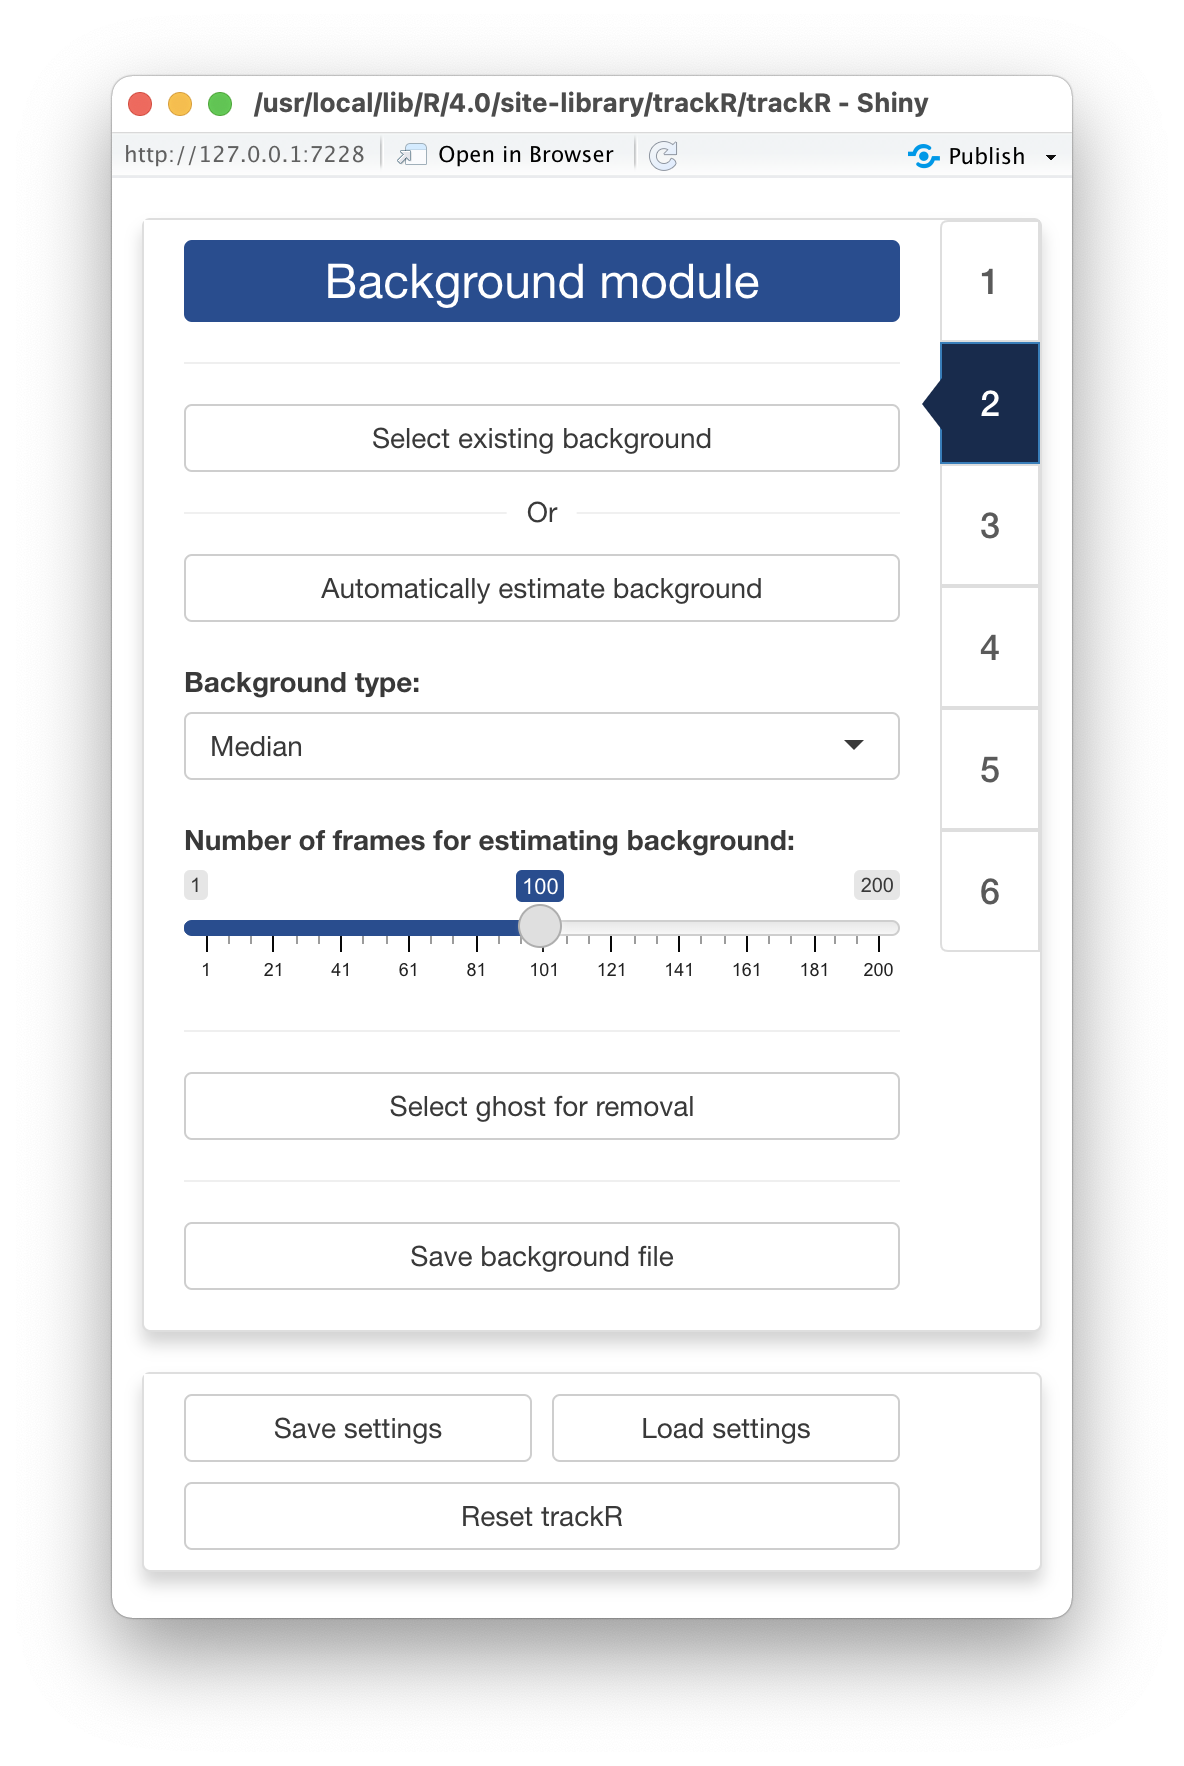 /usr/local/lib/R/4.0/site-library/trackR/trackR - Shiny
http://127.0.0.1:7228 Open in Browser Publish
Background module
1
2
3
4
5
6
Select existing background
Or
Automatically estimate background
Background type:
Median
Number of frames for estimating background:
1 100 200
1 21 41 61 81 101 121 141 161 181 200
Select ghost for removal
Save background file
Save settings Load settings
Reset trackR